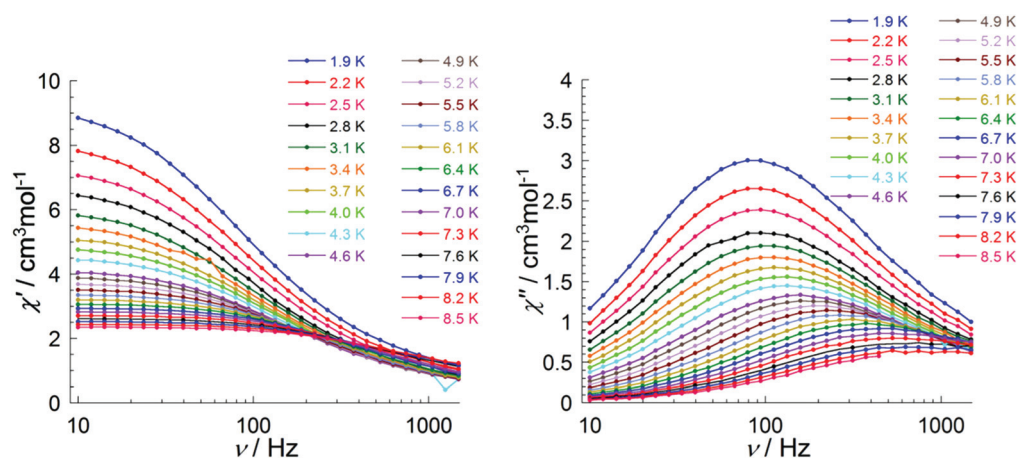 10
8
6
4
2
0
χ′ / cm³mol⁻¹
10 100 1000
ν / Hz
1.9 K
2.2 K
2.5 K
2.8 K
3.1 K
3.4 K
3.7 K
4.0 K
4.3 K
4.6 K
4.9 K
5.2 K
5.5 K
5.8 K
6.1 K
6.4 K
6.7 K
7.0 K
7.3 K
7.6 K
7.9 K
8.2 K
8.5 K
4
3.5
3
2.5
2
1.5
1
0.5
0
χ″ / cm³mol⁻¹
10 100 1000
ν / Hz
1.9 K
2.2 K
2.5 K
2.8 K
3.1 K
3.4 K
3.7 K
4.0 K
4.3 K
4.6 K
4.9 K
5.2 K
5.5 K
5.8 K
6.1 K
6.4 K
6.7 K
7.0 K
7.3 K
7.6 K
7.9 K
8.2 K
8.5 K